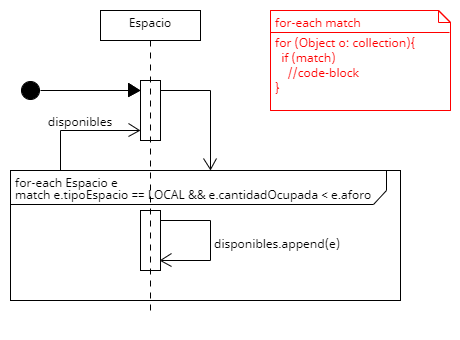 Espacio
for-each match
for (Object o: collection){
if (match)
//code-block
}
disponibles
for-each Espacio e
match e.tipoEspacio == LOCAL && e.cantidadOcupada < e.aforo
disponibles.append(e)